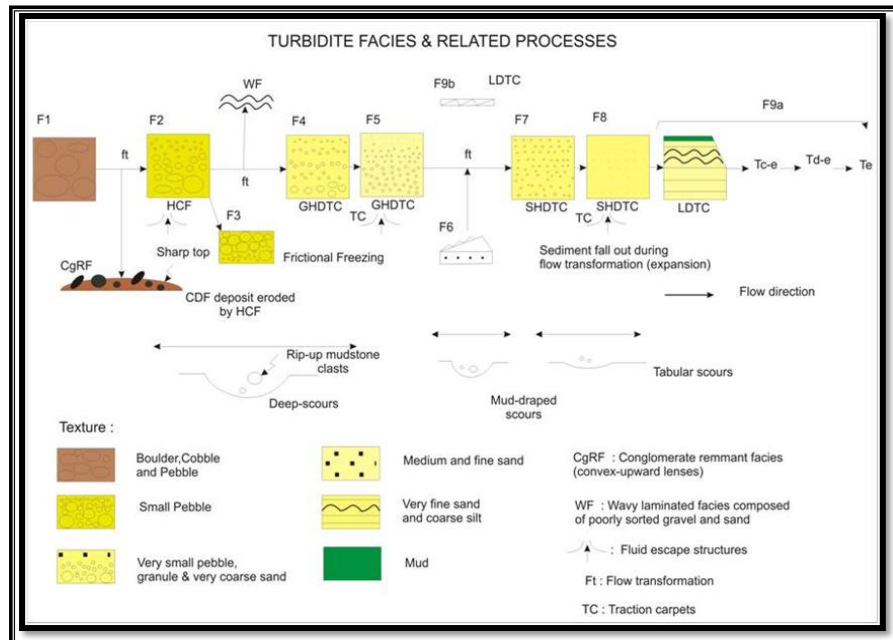 TURBIDITE FACIES & RELATED PROCESSES
WF
F9b
LDTC
F9a
F1
F2
F4
F5
F7
F8
ft
ft
ft
Tc-e
Td-e
Te
HCF
F3
GHDTC
TC
GHDTC
F6
SHDTC
TC
SHDTC
LDTC
Sharp top
Frictional Freezing
Sediment fall out during
flow transformation (expansion)
CgRF
CDF deposit eroded
by HCF
Flow direction
Rip-up mudstone
clasts
Deep-scours
Mud-draped
scours
Tabular scours
Texture :
Boulder,Cobble
and Pebble
Medium and fine sand
CgRF : Conglomerate remnant facies
(convex-upward lenses)
Small Pebble
Very fine sand
and coarse silt
WF : Wavy laminated facies composed
of poorly sorted gravel and sand
: Fluid escape structures
Very small pebble,
granule & very coarse sand
Mud
Ft : Flow transformation
TC : Traction carpets